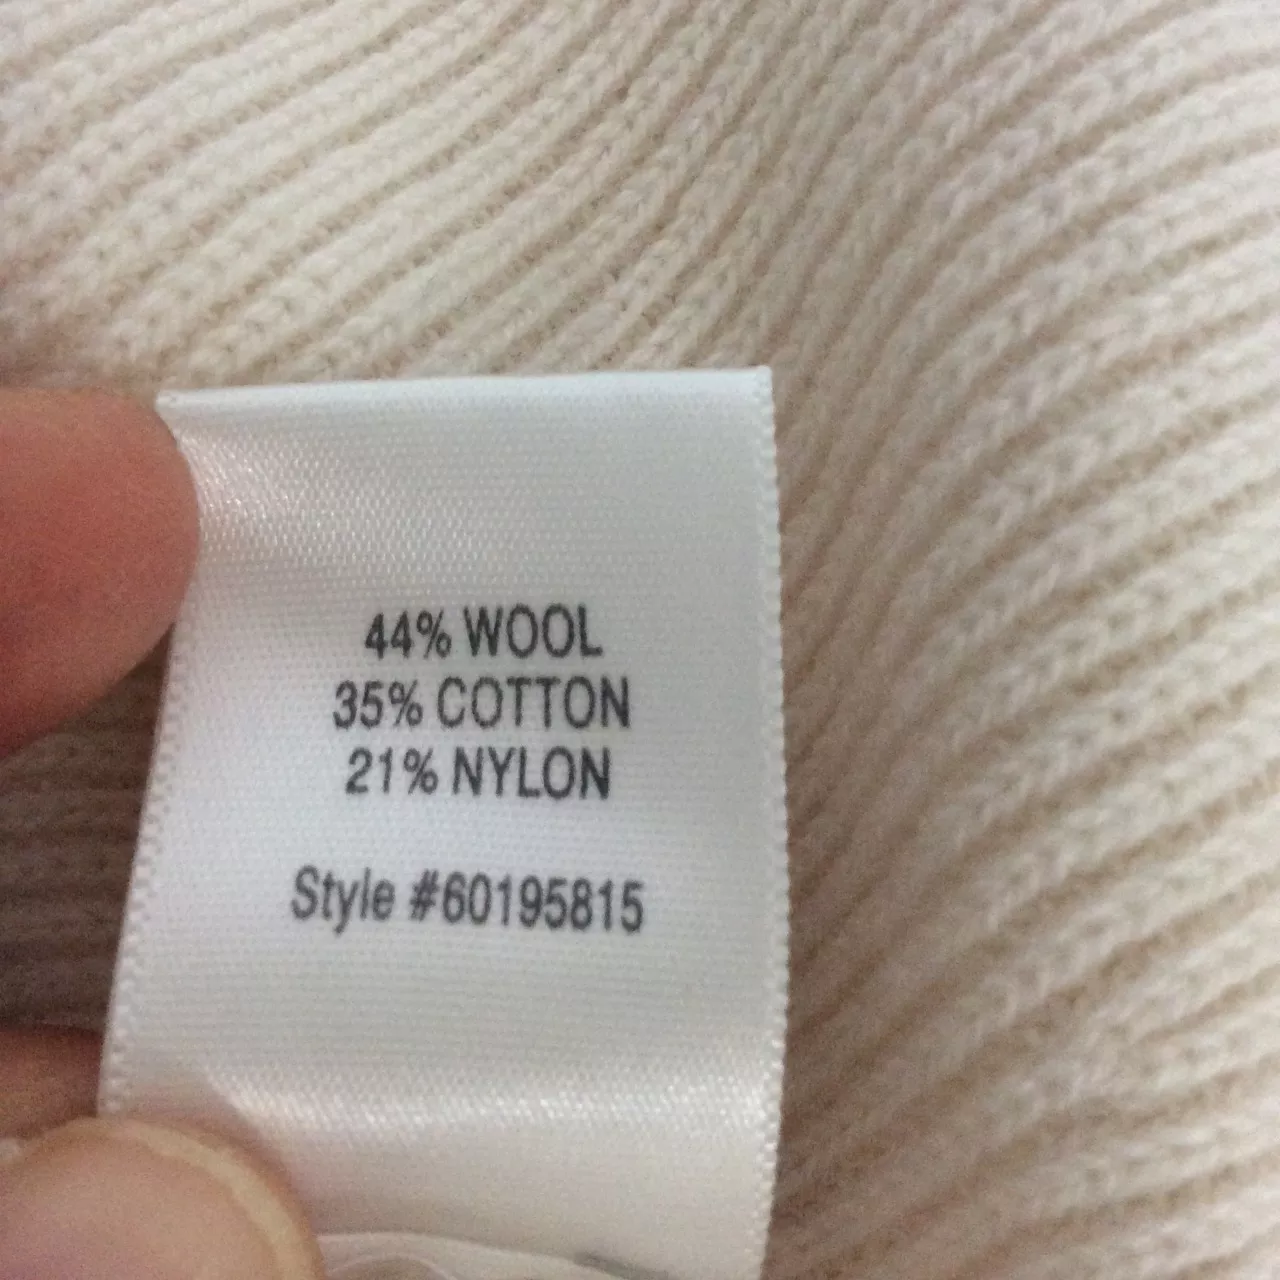 44% WOOL
35% COTTON
21% NYLON
Style #60195815